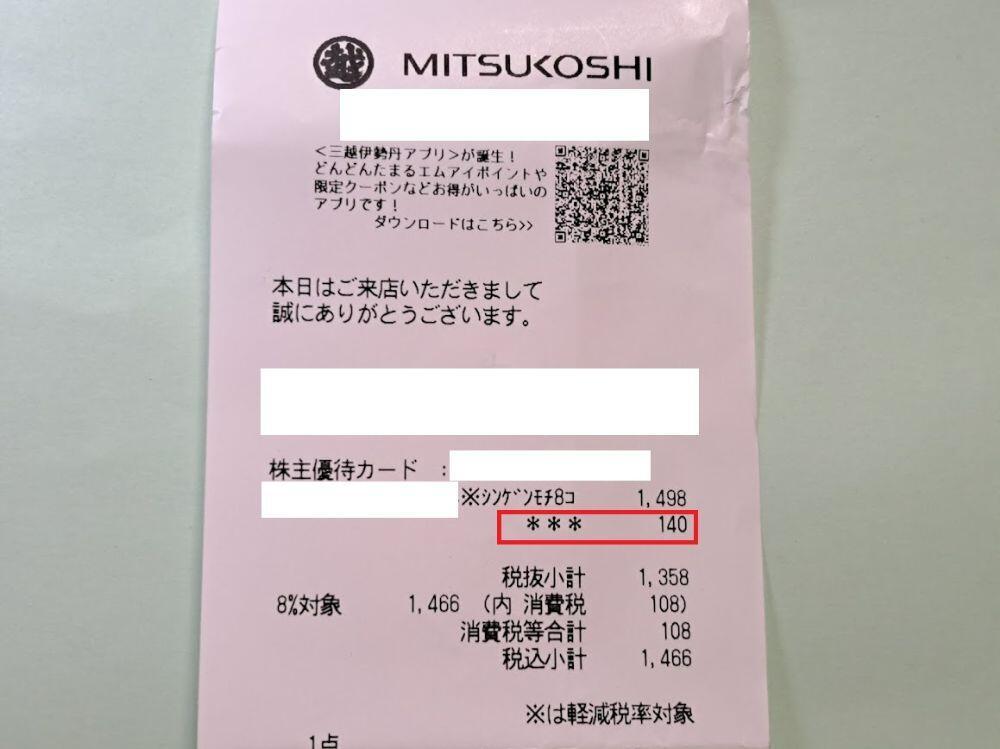 越 MITSUKOSHI
<三越伊勢丹アプリ>が誕生！
どんどんたまるエムアイポイントや
限定クーポンなどお得がいっぱいの
アプリです！
ダウンロードはこちら>>
本日はご来店いただきまして
誠にありがとうございます。
株主優待カード :
※シンゲンモチ8コ 1,498
*** 140
税抜小計 1,358
8%対象 1,466 (内 消費税 108)
消費税等合計 108
税込小計 1,466
※は軽減税率対象
1点